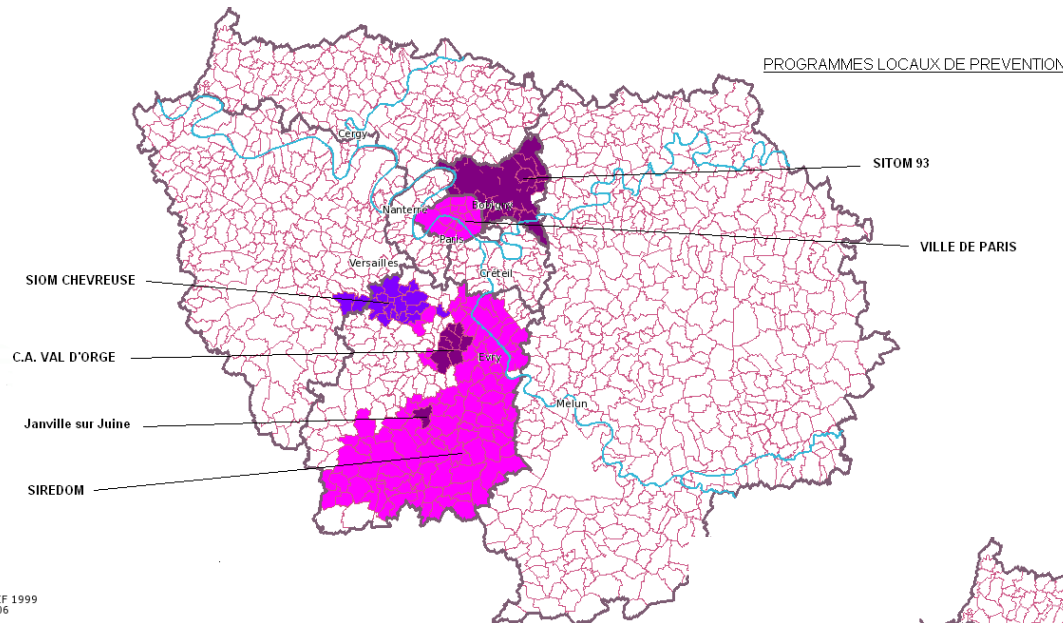 PROGRAMMES LOCAUX DE PREVENTION
Cergy
SITOM 93
Nanterre
Paris
VILLE DE PARIS
Versailles
Créteil
SIOM CHEVREUSE
C.A. VAL D'ORGE
Evry
Melun
Janville sur Juine
SIREDOM
F 1999
06